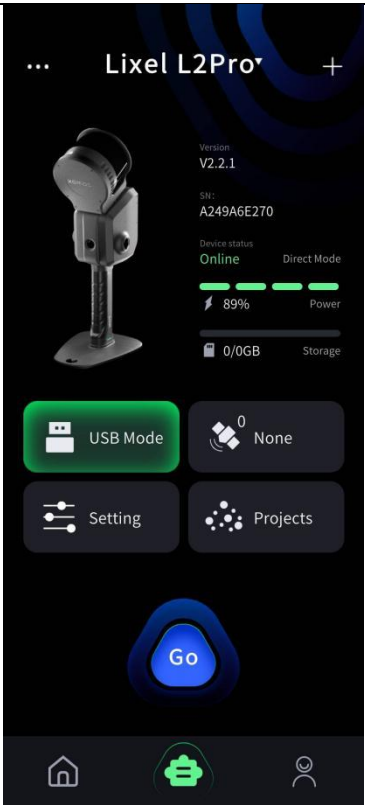 Lixel L2Pro
Version
V2.2.1
SN:
A249A6E270
Device status
Online Direct Mode
89% Power
0/0GB Storage
USB Mode
0
None
Setting
Projects
Go